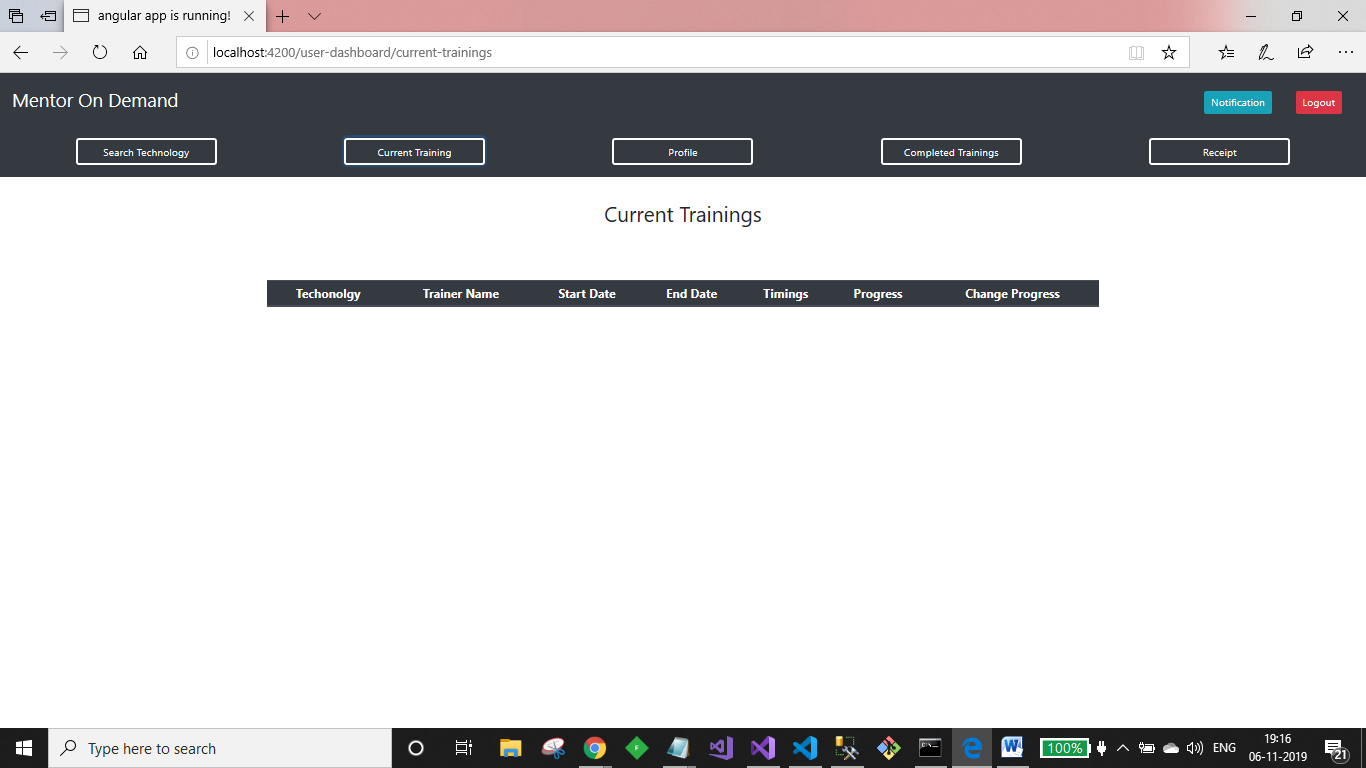 angular app is running!
localhost:4200/user-dashboard/current-trainings
Mentor On Demand
Notification
Logout
Search Technology
Current Training
Profile
Completed Trainings
Receipt
Current Trainings
Techonolgy Trainer Name Start Date End Date Timings Progress Change Progress
Type here to search
F
W
100%
ENG
19:16
06-11-2019
21